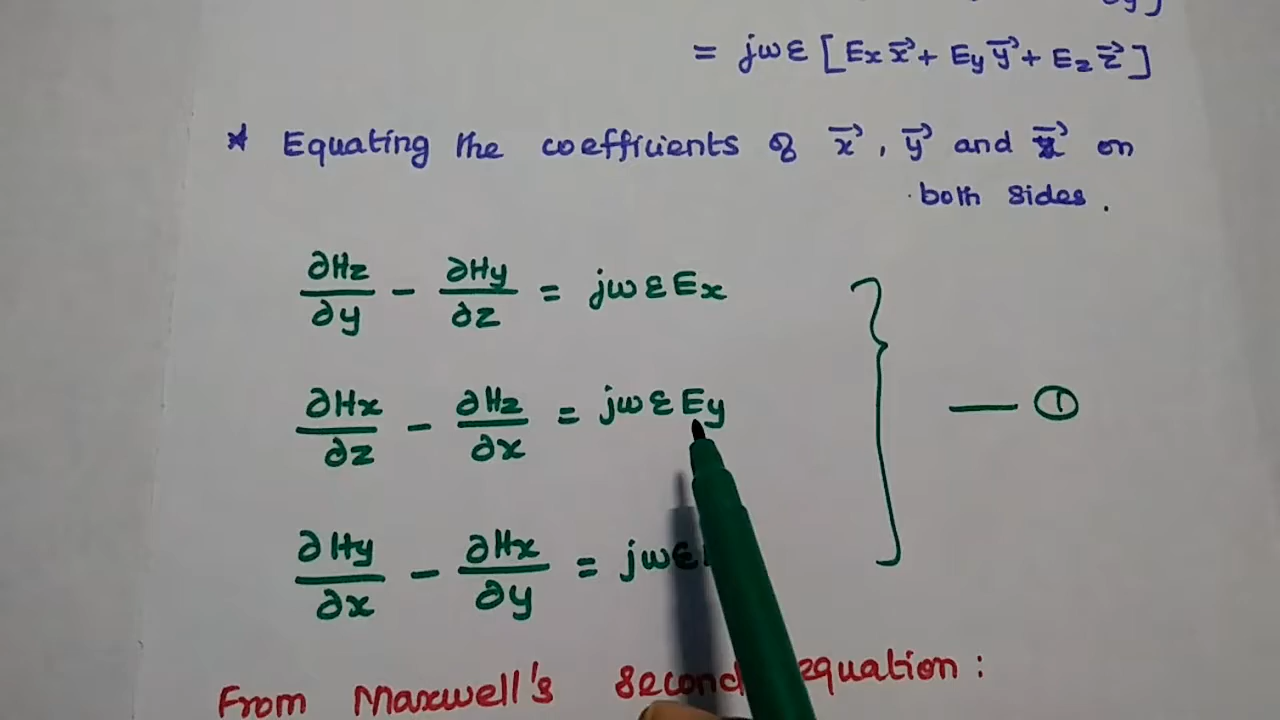 = jωε [Ex x⃗ + Ey y⃗ + Ez z⃗ ]
* Equating the coefficients of x⃗ , y⃗ and z⃗ on
both sides .
∂Hz/∂y − ∂Hy/∂z = jωεEx
∂Hx/∂z − ∂Hz/∂x = jωεEy
— ①
∂Hy/∂x − ∂Hx/∂y = jωε
From Maxwell's second equation :